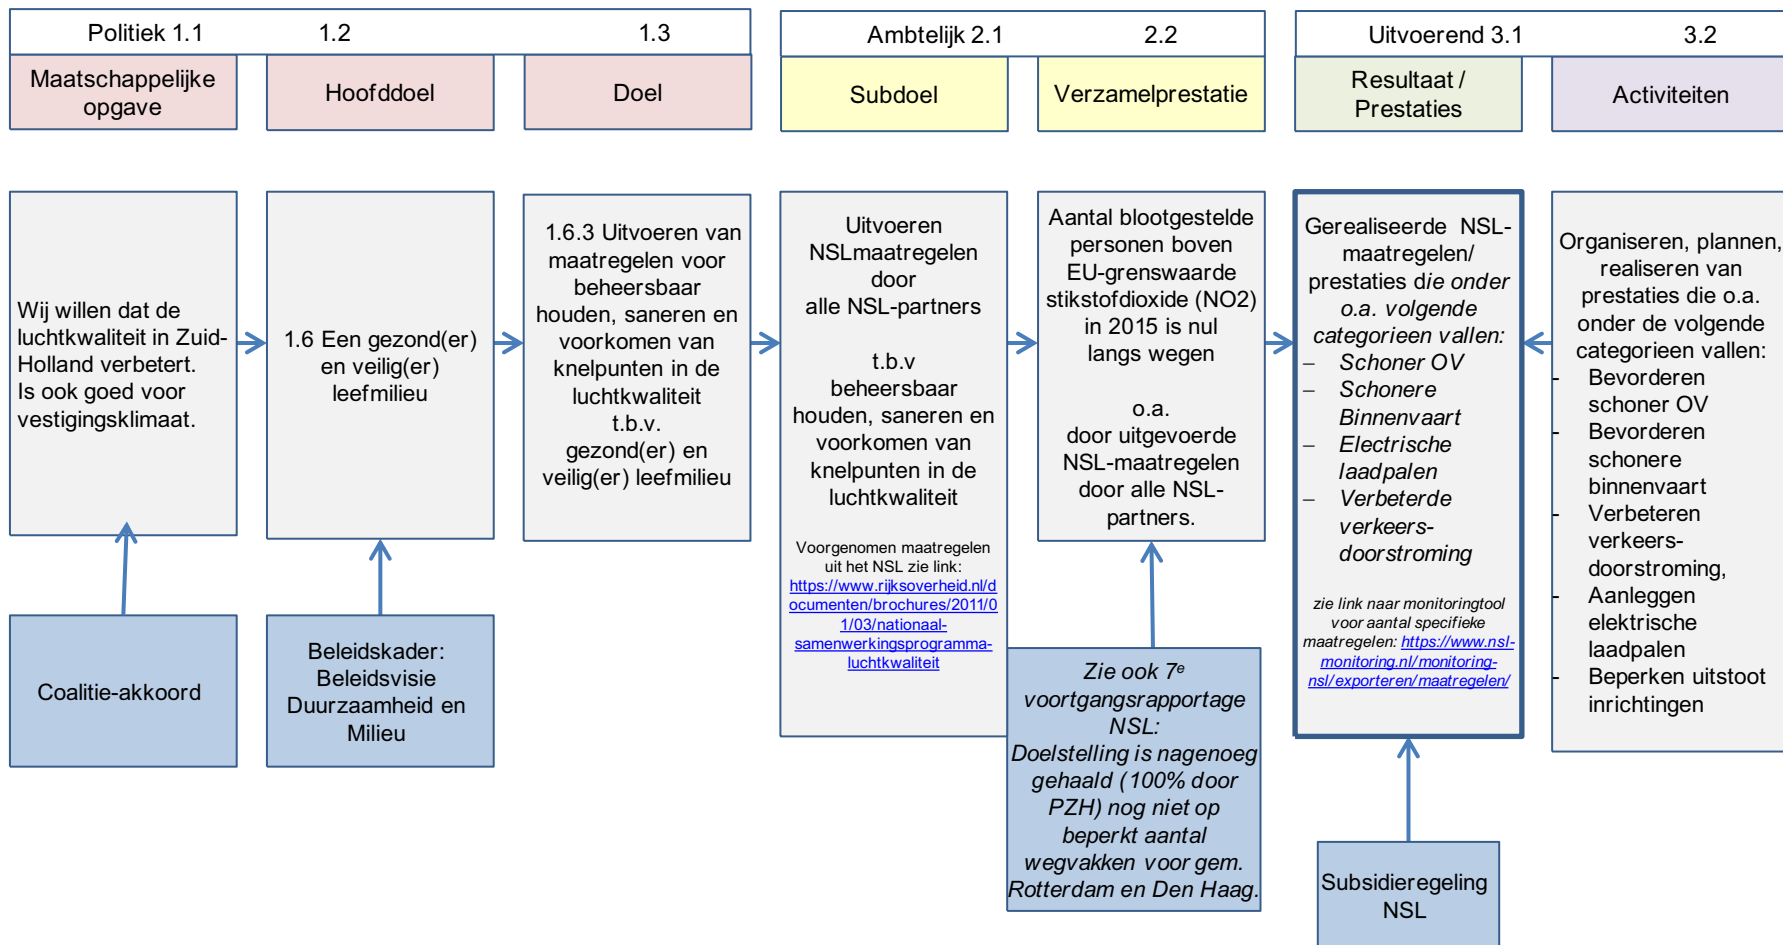 Politiek 1.1 1.2 1.3
Ambtelijk 2.1 2.2
Uitvoerend 3.1 3.2
Maatschappelijke
opgave
Hoofddoel
Doel
Subdoel
Verzamelprestatie
Resultaat /
Prestaties
Activiteiten
Wij willen dat de
luchtkwaliteit in Zuid-
Holland verbetert.
Is ook goed voor
vestigingsklimaat.
1.6 Een gezond(er)
en veilig(er)
leefmilieu
1.6.3 Uitvoeren van
maatregelen voor
beheersbaar
houden, saneren en
voorkomen van
knelpunten in de
luchtkwaliteit
t.b.v.
gezond(er) en
veilig(er) leefmilieu
Uitvoeren
NSLmaatregelen
door
alle NSL-partners
t.b.v
beheersbaar
houden, saneren en
voorkomen van
knelpunten in de
luchtkwaliteit
Voorgenomen maatregelen
uit het NSL zie link:
https://www.rijksoverheid.nl/d
ocumenten/brochures/2011/0
1/03/nationaal-
samenwerkingsprogramma-
luchtkwaliteit
Aantal blootgestelde
personen boven
EU-grenswaarde
stikstofdioxide (NO2)
in 2015 is nul
langs wegen
o.a.
door uitgevoerde
NSL-maatregelen
door alle NSL-
partners.
Gerealiseerde NSL-
maatregelen/
prestaties die onder
o.a. volgende
categorieen vallen:
– Schoner OV
– Schonere
Binnenvaart
– Electrische
laadpalen
– Verbeterde
verkeers-
doorstroming
zie link naar monitoringtool
voor aantal specifieke
maatregelen: https://www.nsl-
monitoring.nl/monitoring-
nsl/exporteren/maatregelen/
Organiseren, plannen,
realiseren van
prestaties die o.a.
onder de volgende
categorieen vallen:
- Bevorderen
schoner OV
- Bevorderen
schonere
binnenvaart
- Verbeteren
verkeers-
doorstroming,
- Aanleggen
elektrische
laadpalen
- Beperken uitstoot
inrichtingen
Coalitie-akkoord
Beleidskader:
Beleidsvisie
Duurzaamheid en
Milieu
Zie ook 7e
voortgangsrapportage
NSL:
Doelstelling is nagenoeg
gehaald (100% door
PZH) nog niet op
beperkt aantal
wegvakken voor gem.
Rotterdam en Den Haag.
Subsidieregeling
NSL